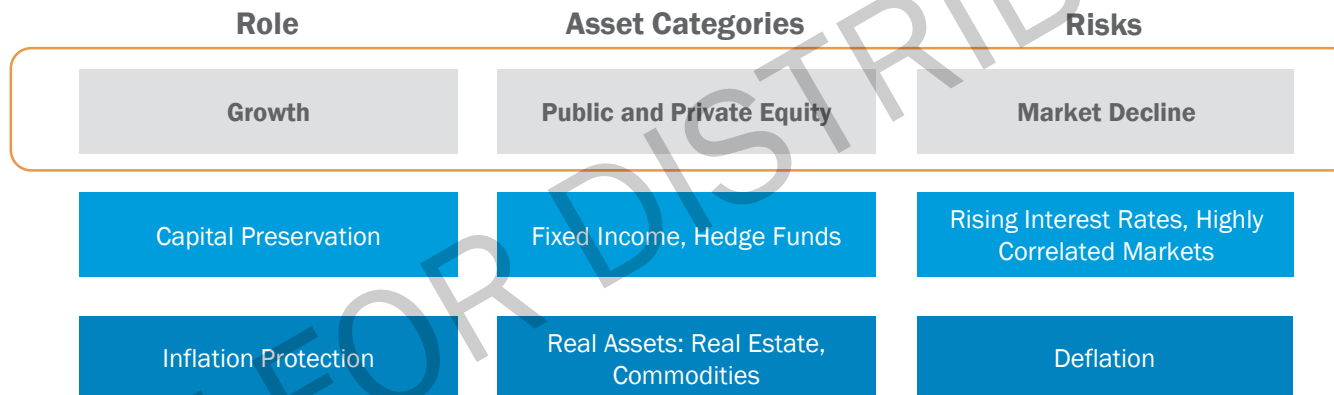 Role Asset Categories Risks
Growth Public and Private Equity Market Decline
Capital Preservation Fixed Income, Hedge Funds Rising Interest Rates, Highly
Correlated Markets
Inflation Protection Real Assets: Real Estate,
Commodities Deflation
FOR DISTRIB